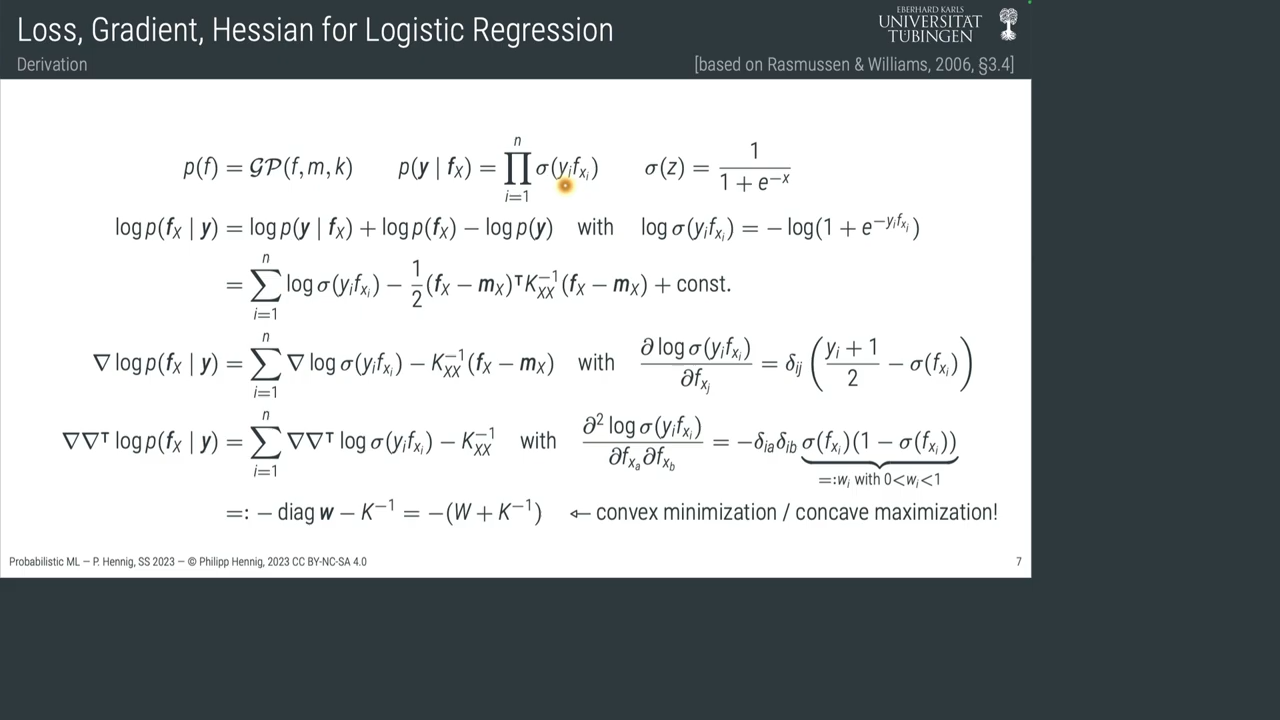 Loss, Gradient, Hessian for Logistic Regression
EBERHARD KARLS
UNIVERSITÄT
TÜBINGEN
Derivation
[based on Rasmussen & Williams, 2006, §3.4]
p(f) = 𝒢𝒫(f, m, k)   p(𝒚 | 𝒇_X) = ∏_{i=1}^{n} σ(y_i f_{x_i})   σ(z) = 1 / (1 + e^{−x})
log p(𝒇_X | 𝒚) = log p(𝒚 | 𝒇_X) + log p(𝒇_X) − log p(𝒚)   with   log σ(y_i f_{x_i}) = − log(1 + e^{−y_i f_{x_i}})
= ∑_{i=1}^{n} log σ(y_i f_{x_i}) − 1/2 (𝒇_X − 𝒎_X)^⊤ K_{XX}^{−1} (𝒇_X − 𝒎_X) + const.
∇ log p(𝒇_X | 𝒚) = ∑_{i=1}^{n} ∇ log σ(y_i f_{x_i}) − K_{XX}^{−1} (𝒇_X − 𝒎_X)   with   ∂ log σ(y_i f_{x_i}) / ∂f_{x_j} = δ_{ij} ( (y_i + 1) / 2 − σ(f_{x_i}) )
∇∇^⊤ log p(𝒇_X | 𝒚) = ∑_{i=1}^{n} ∇∇^⊤ log σ(y_i f_{x_i}) − K_{XX}^{−1}   with   ∂² log σ(y_i f_{x_i}) / ∂f_{x_a} ∂f_{x_b} = −δ_{ia} δ_{ib} σ(f_{x_i})(1 − σ(f_{x_i}))
=:w_i with 0<w_i<1
=: − diag 𝒘 − K^{−1} = −(W + K^{−1})   ⇐ convex minimization / concave maximization!
Probabilistic ML — P. Hennig, SS 2023 — © Philipp Hennig, 2023 CC BY-NC-SA 4.0
7